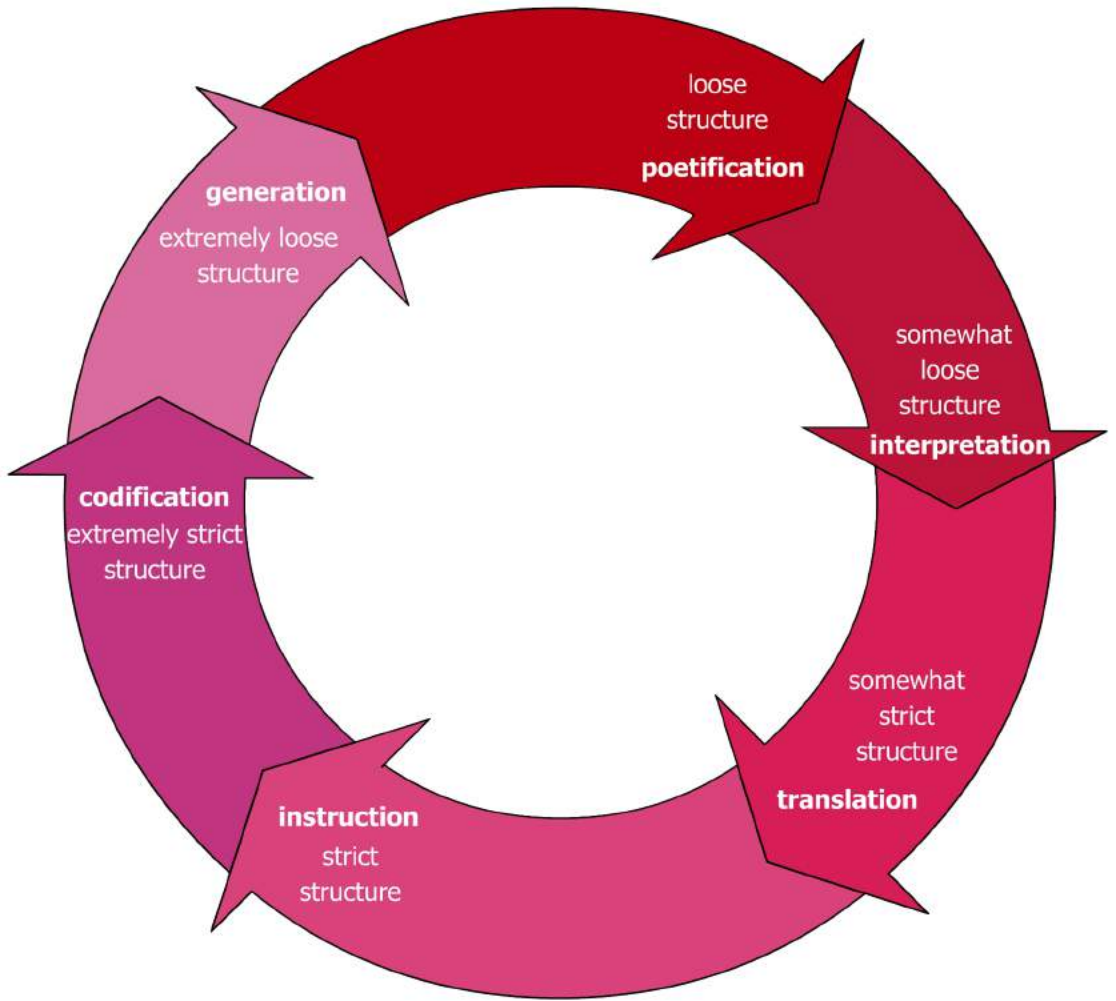 loose
structure
poetification
somewhat
loose
structure
interpretation
somewhat
strict
structure
translation
instruction
strict
structure
codification
extremely strict
structure
generation
extremely loose
structure